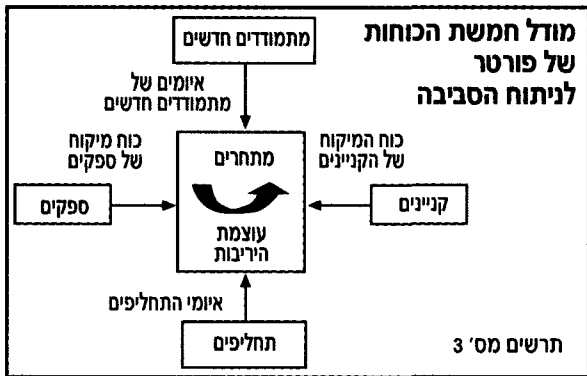 מודל חמשת הכוחות
של פורטר
לניתוח הסביבה
מתמודדים חדשים
איומים של
מתמודדים חדשים
כוח המיקוח
של הקניינים
קניינים
מתחרים
עוצמת
היריבות
כוח מיקוח
של ספקים
ספקים
איומי התחליפים
תחליפים
תרשים מס' 3